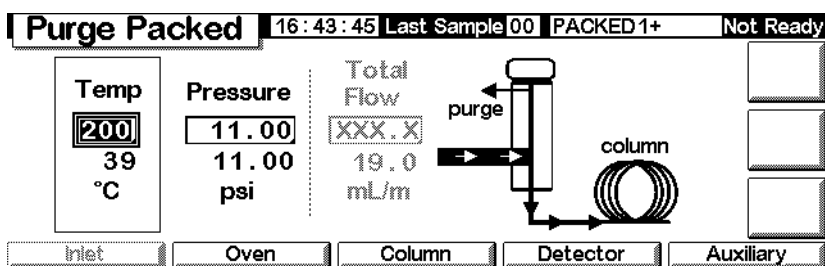 Purge Packed 16:43:45 Last Sample 00 PACKED1+ Not Ready
Temp
200
39
°C
Pressure
11.00
11.00
psi
Total
Flow
XXX.X
19.0
mL/m
purge
column
Inlet Oven Column Detector Auxiliary